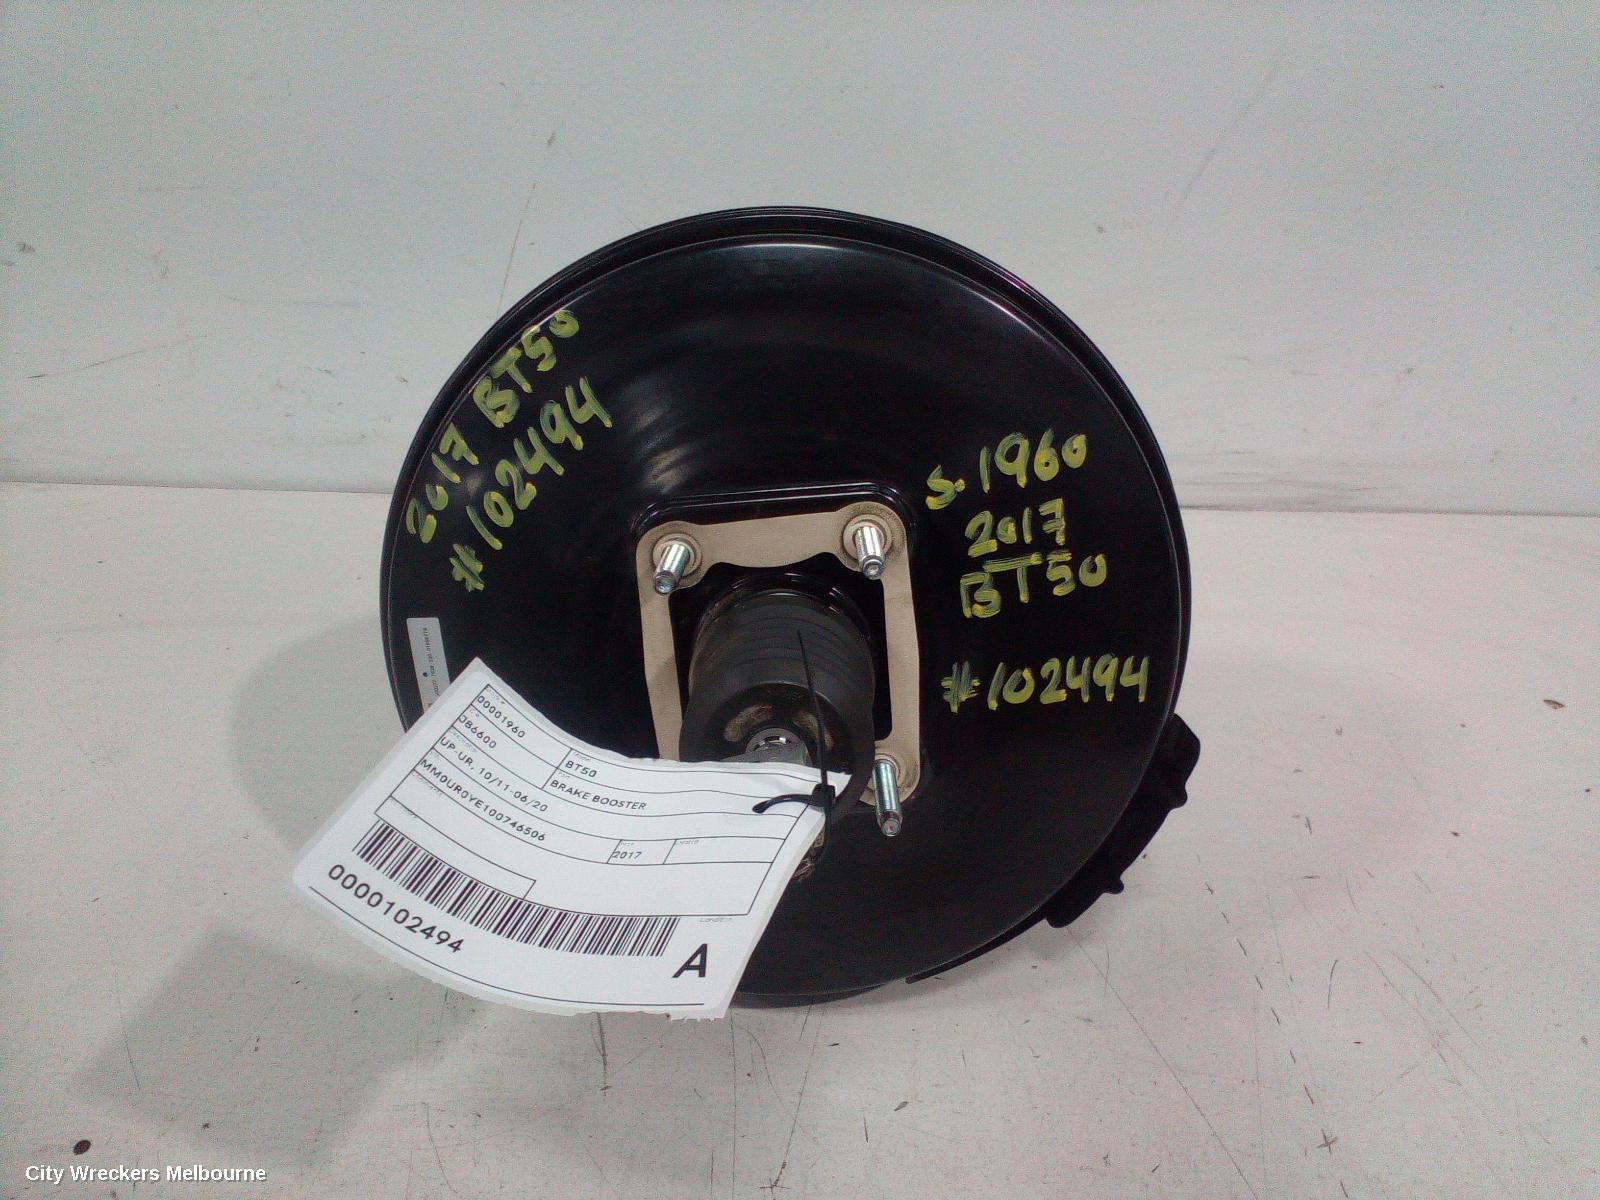 2017 BT50
#102494
S. 1960
2017
BT50
#102494
00001960
JB6600
BT50
UP-UR, 10/11-06/20
BRAKE BOOSTER
MM0UR0YE100746506
2017
0000102494
A
City Wreckers Melbourne